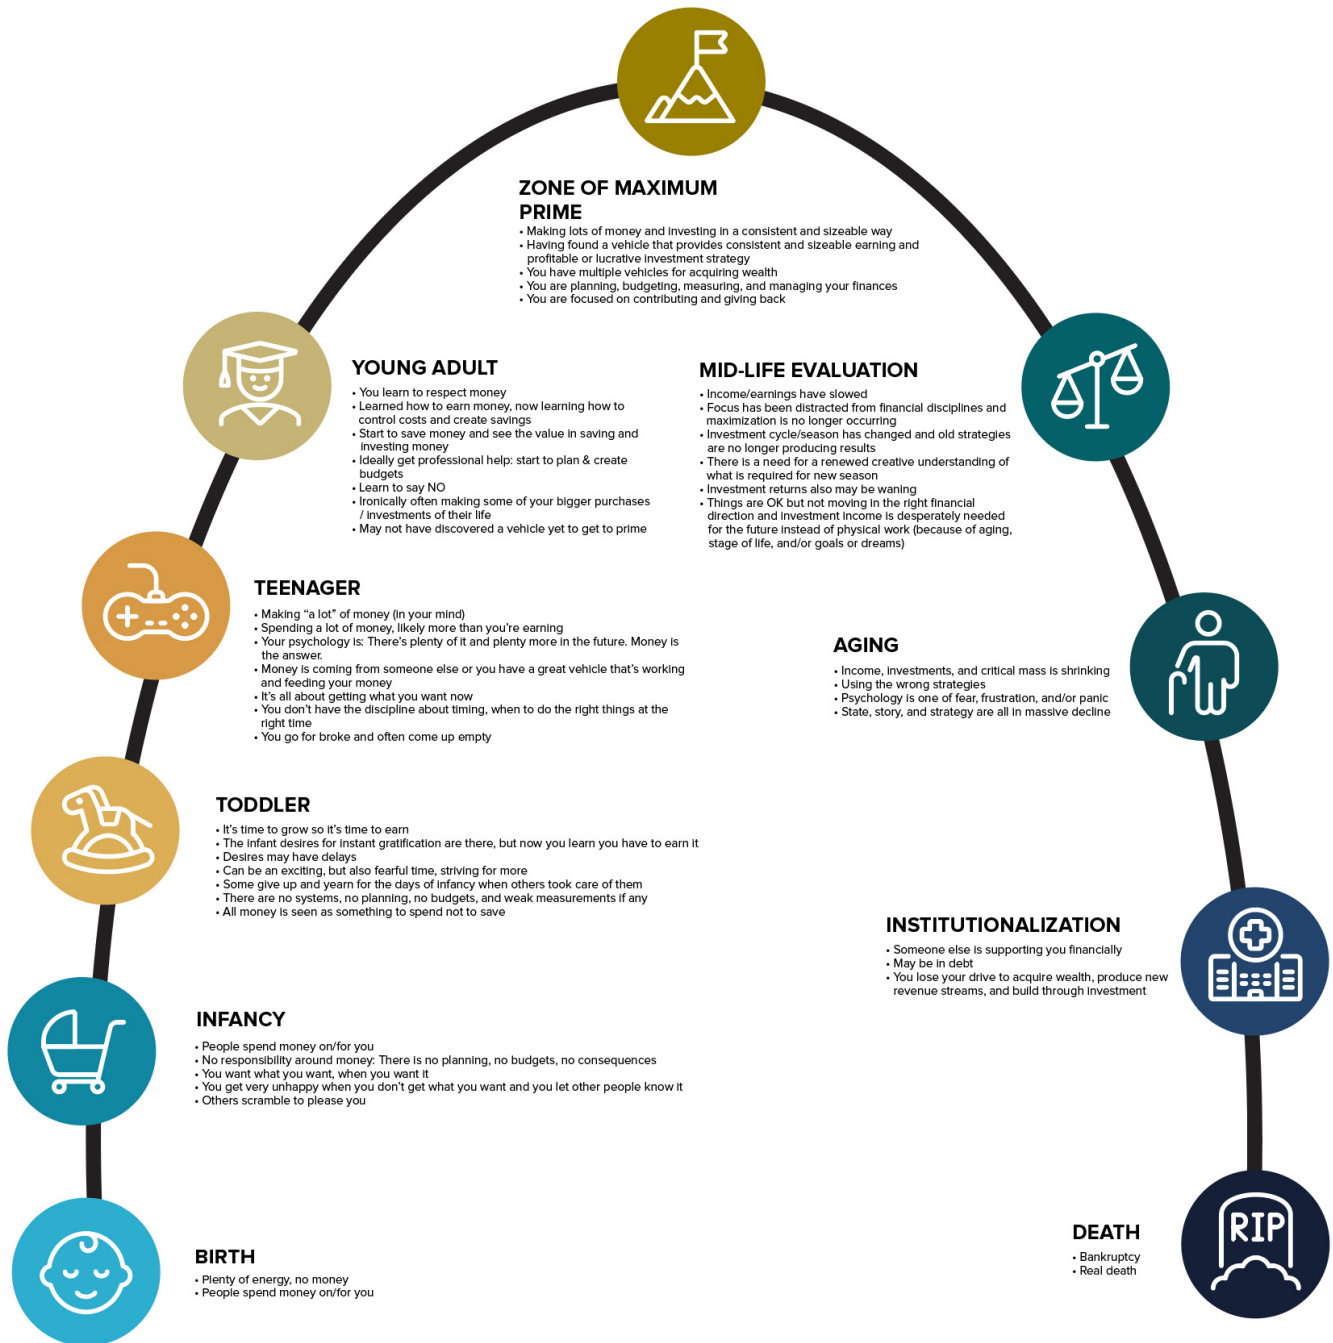 ZONE OF MAXIMUM
PRIME
• Making lots of money and investing in a consistent and sizeable way
• Having found a vehicle that provides consistent and sizeable earning and
profitable or lucrative investment strategy
• You have multiple vehicles for acquiring wealth
• You are planning, budgeting, measuring, and managing your finances
• You are focused on contributing and giving back
YOUNG ADULT
• You learn to respect money
• Learned how to earn money, now learning how to
control costs and create savings
• Start to save money and see the value in saving and
investing money
• Ideally get professional help: start to plan & create
budgets
• Learn to say NO
• Ironically often making some of your bigger purchases
/ investments of their life
• May not have discovered a vehicle yet to get to prime
MID-LIFE EVALUATION
• Income/earnings have slowed
• Focus has been distracted from financial disciplines and
maximization is no longer occurring
• Investment cycle/season has changed and old strategies
are no longer producing results
• There is a need for a renewed creative understanding of
what is required for new season
• Investment returns also may be waning
• Things are OK but not moving in the right financial
direction and investment income is desperately needed
for the future instead of physical work (because of aging,
stage of life, and/or goals or dreams)
TEENAGER
• Making “a lot” of money (in your mind)
• Spending a lot of money, likely more than you’re earning
• Your psychology is: There’s plenty of it and plenty more in the future. Money is
the answer.
• Money is coming from someone else or you have a great vehicle that’s working
and feeding your money
• It’s all about getting what you want now
• You don’t have the discipline about timing, when to do the right things at the
right time
• You go for broke and often come up empty
AGING
• Income, investments, and critical mass is shrinking
• Using the wrong strategies
• Psychology is one of fear, frustration, and/or panic
• State, story, and strategy are all in massive decline
TODDLER
• It’s time to grow so it’s time to earn
• The infant desires for instant gratification are there, but now you learn you have to earn it
• Desires may have delays
• Can be an exciting, but also fearful time, striving for more
• Some give up and yearn for the days of infancy when others took care of them
• There are no systems, no planning, no budgets, and weak measurements if any
• All money is seen as something to spend not to save
INSTITUTIONALIZATION
• Someone else is supporting you financially
• May be in debt
• You lose your drive to acquire wealth, produce new
revenue streams, and build through investment
INFANCY
• People spend money on/for you
• No responsibility around money: There is no planning, no budgets, no consequences
• You want what you want, when you want it
• You get very unhappy when you don’t get what you want and you let other people know it
• Others scramble to please you
BIRTH
• Plenty of energy, no money
• People spend money on/for you
DEATH
• Bankruptcy
• Real death
RIP